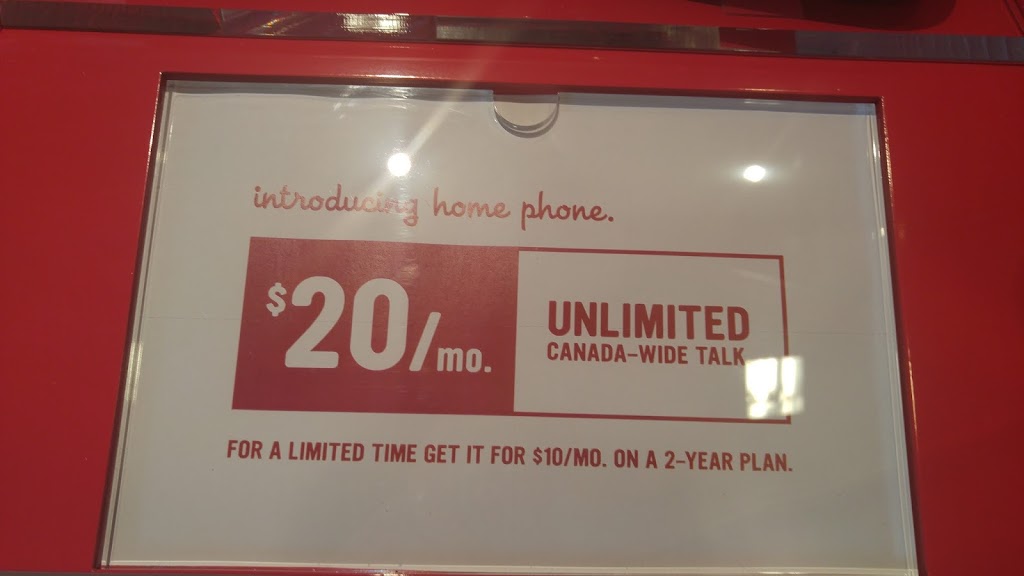 introducing home phone.
$20/mo.
UNLIMITED
CANADA-WIDE TALK
FOR A LIMITED TIME GET IT FOR $10/MO. ON A 2-YEAR PLAN.